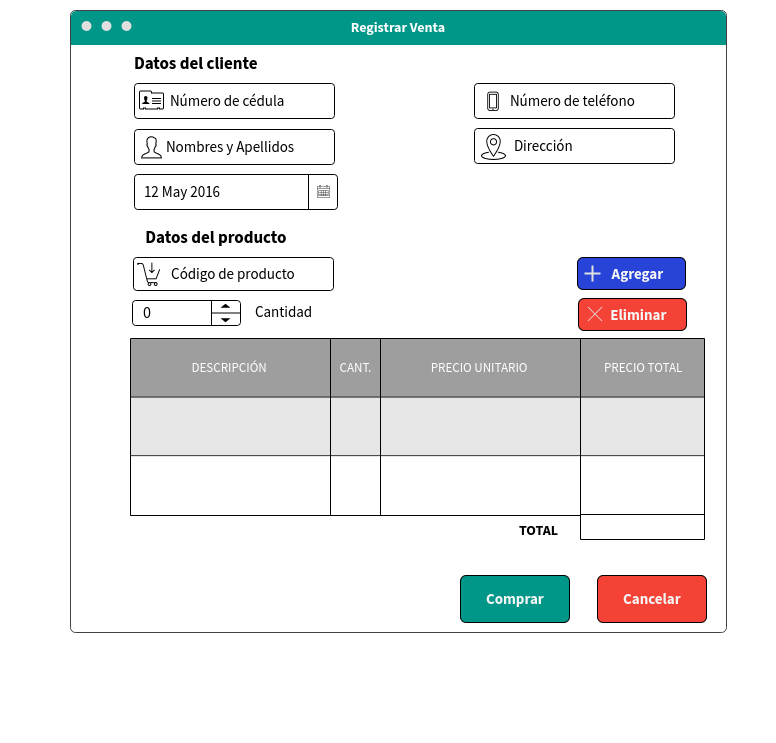 Registrar Venta
Datos del cliente
Número de cédula
Número de teléfono
Nombres y Apellidos
Dirección
12 May 2016
Datos del producto
Código de producto
Agregar
0
Cantidad
Eliminar
DESCRIPCIÓN CANT. PRECIO UNITARIO PRECIO TOTAL
TOTAL
Comprar
Cancelar